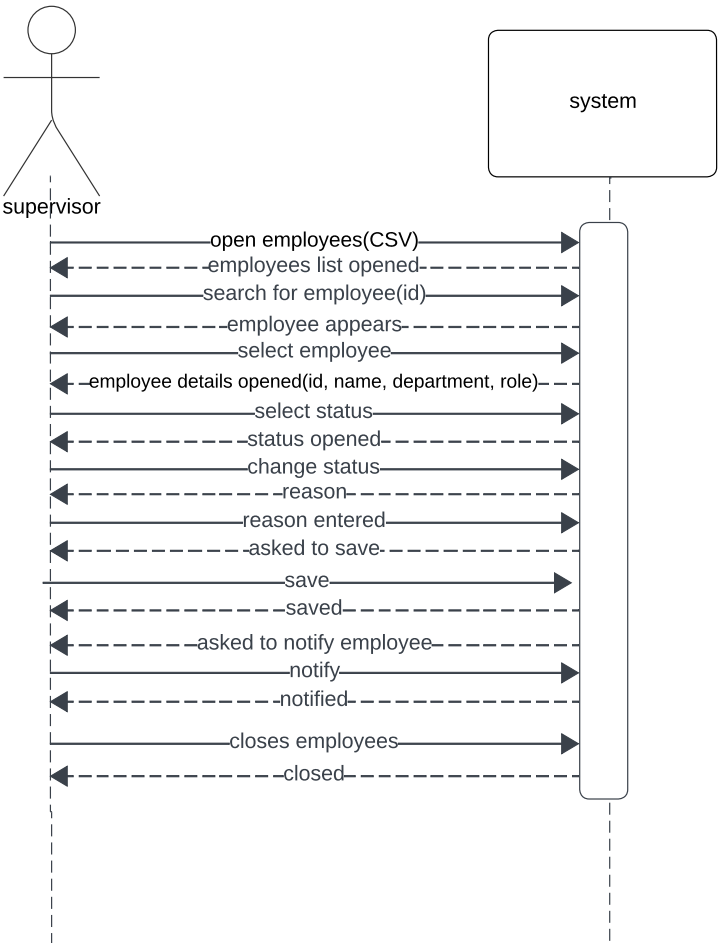 system
supervisor
open employees(CSV)
employees list opened
search for employee(id)
employee appears
select employee
employee details opened(id, name, department, role)
select status
status opened
change status
reason
reason entered
asked to save
save
saved
asked to notify employee
notify
notified
closes employees
closed